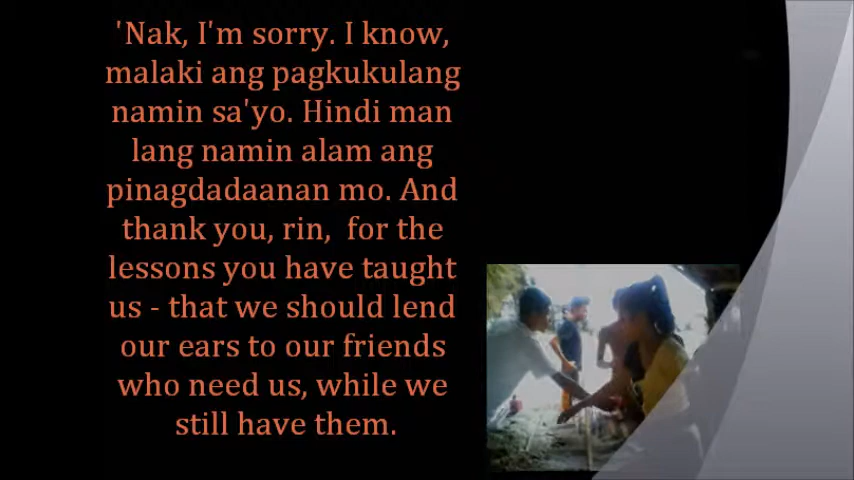 'Nak, I'm sorry. I know,
malaki ang pagkukulang
namin sa'yo. Hindi man
lang namin alam ang
pinagdadaanan mo. And
thank you, rin,  for the
lessons you have taught
us - that we should lend
our ears to our friends
who need us, while we
still have them.